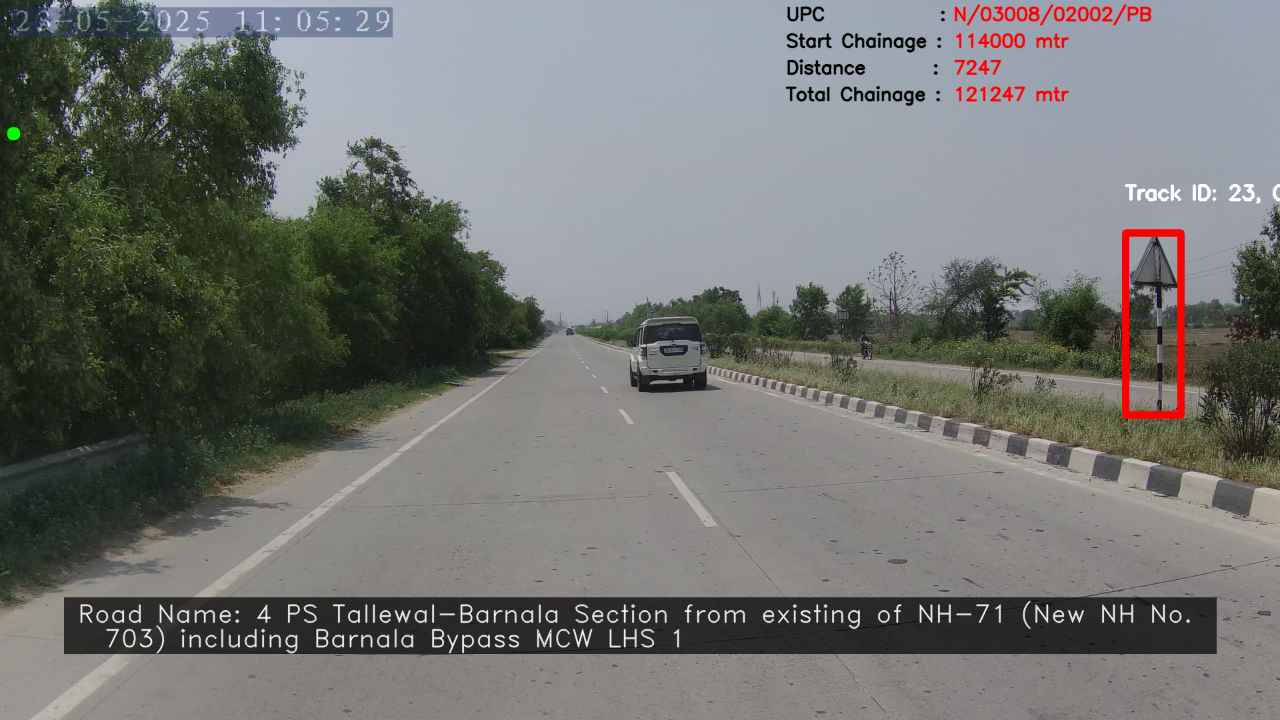 23-05-2025 11:05:29
UPC : N/03008/02002/PB
Start Chainage : 114000 mtr
Distance : 7247
Total Chainage : 121247 mtr
Track ID: 23,
Road Name: 4 PS Tallewal-Barnala Section from existing of NH-71 (New NH No.
703) including Barnala Bypass MCW LHS 1